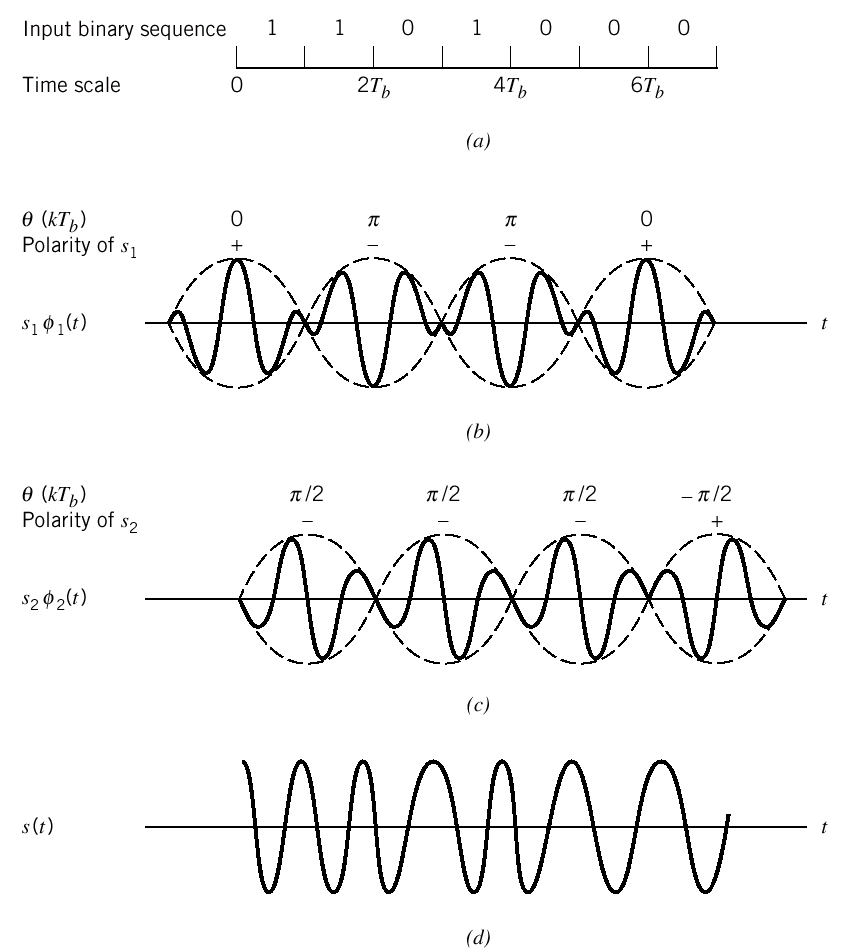 Input binary sequence 1 1 0 1 0 0 0
Time scale 0 2T_b 4T_b 6T_b
(a)
θ (kT_b) 0 π π 0
Polarity of s_1 + − − +
s_1 ϕ_1(t) t
(b)
θ (kT_b) π/2 π/2 π/2 −π/2
Polarity of s_2 − − − +
s_2 ϕ_2(t) t
(c)
s(t) t
(d)